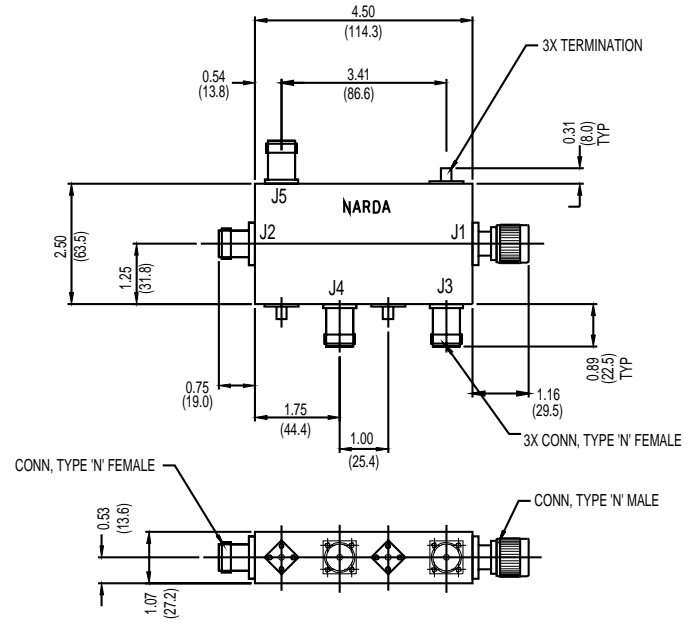 4.50
(114.3)
3X TERMINATION
0.54
(13.8)
3.41
(86.6)
0.31
(8.0)
TYP
J5
NARDA
J2
J1
2.50
(63.5)
1.25
(31.8)
J4
J3
0.89
(22.5)
TYP
0.75
(19.0)
1.75
(44.4)
1.16
(29.5)
1.00
(25.4)
3X CONN, TYPE 'N' FEMALE
CONN, TYPE 'N' FEMALE
CONN, TYPE 'N' MALE
0.53
(13.6)
1.07
(27.2)